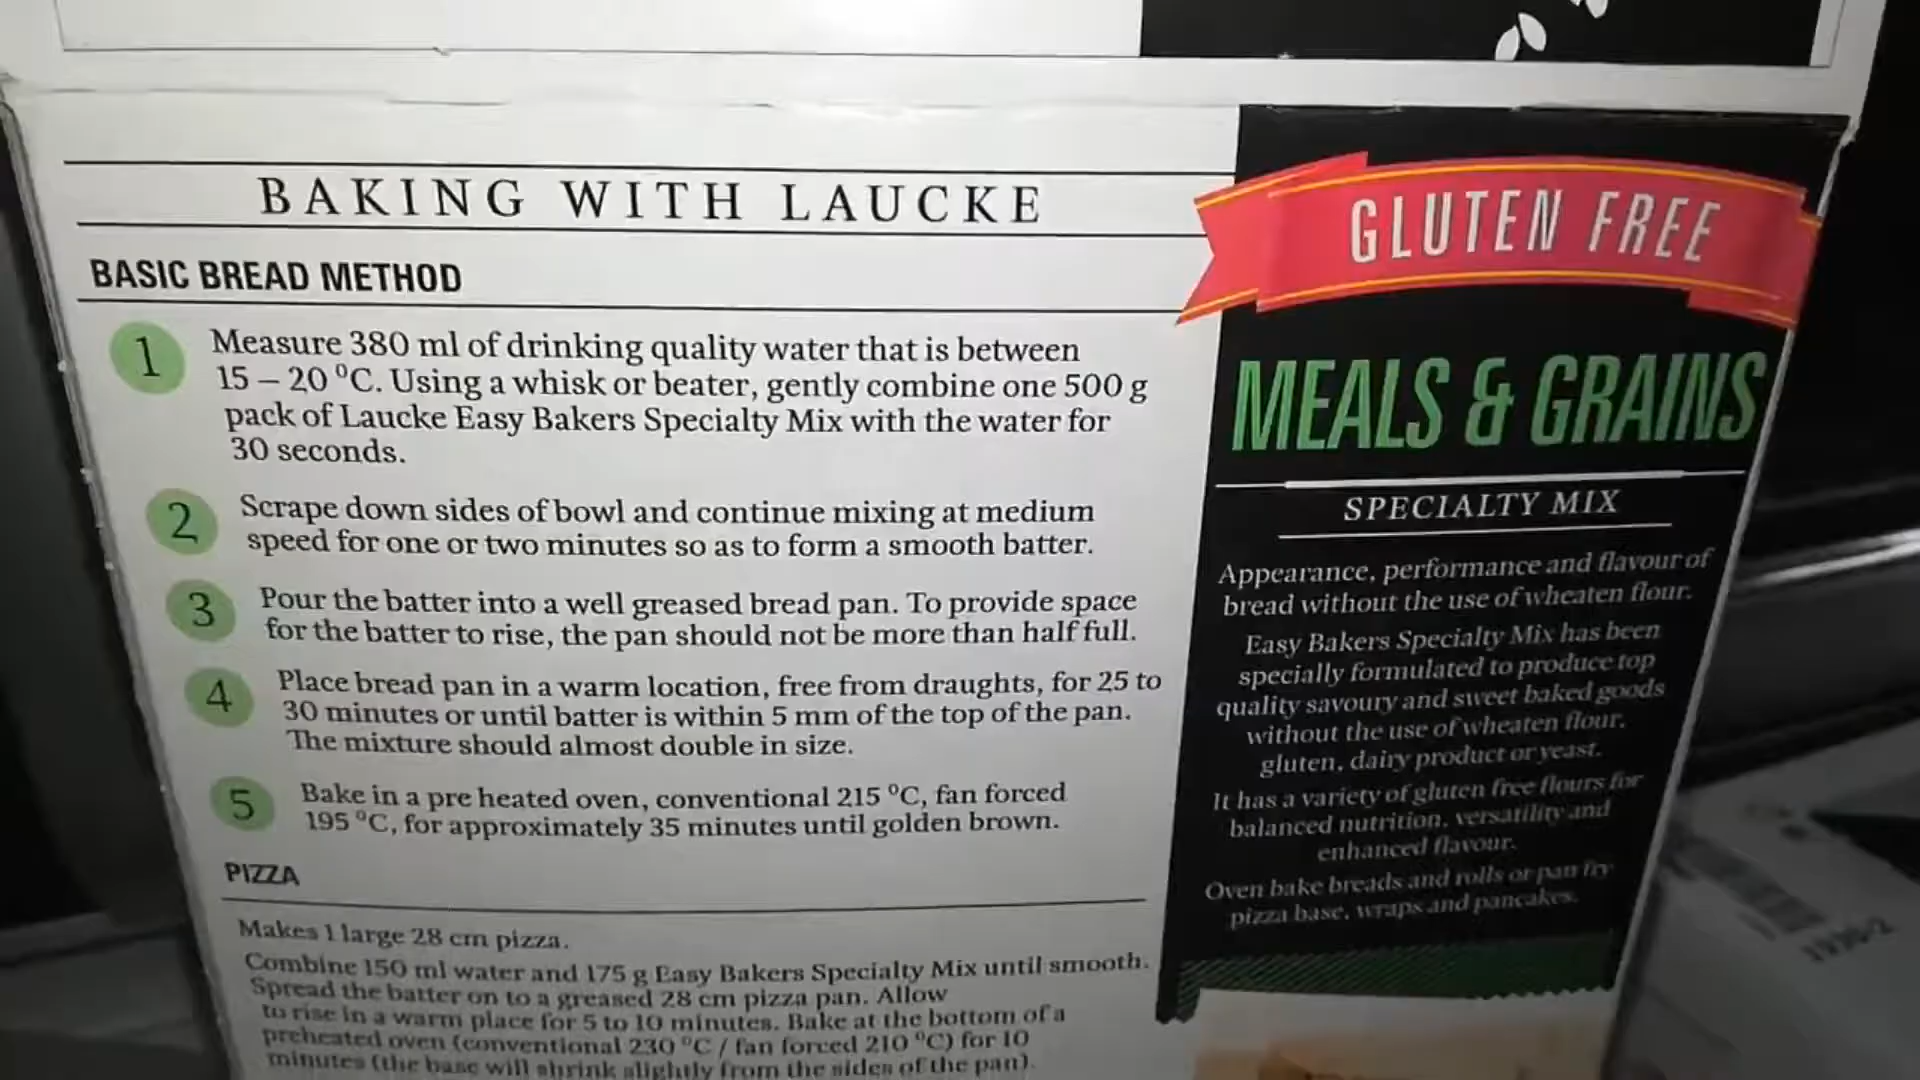 BAKING WITH LAUCKE
BASIC BREAD METHOD
1
Measure 380 ml of drinking quality water that is between
15 – 20 ⁰C. Using a whisk or beater, gently combine one 500 g
pack of Laucke Easy Bakers Specialty Mix with the water for
30 seconds.
2
Scrape down sides of bowl and continue mixing at medium
speed for one or two minutes so as to form a smooth batter.
3
Pour the batter into a well greased bread pan. To provide space
for the batter to rise, the pan should not be more than half full.
4
Place bread pan in a warm location, free from draughts, for 25 to
30 minutes or until batter is within 5 mm of the top of the pan.
The mixture should almost double in size.
5
Bake in a pre heated oven, conventional 215 ⁰C, fan forced
195 ⁰C, for approximately 35 minutes until golden brown.
PIZZA
Makes 1 large 28 cm pizza.
Combine 150 ml water and 175 g Easy Bakers Specialty Mix until smooth.
Spread the batter on to a greased 28 cm pizza pan. Allow
to rise in a warm place for 5 to 10 minutes. Bake at the bottom of a
preheated oven (conventional 230 ⁰C / fan forced 210 ⁰C) for 10
minutes (the base will shrink slightly from the sides of the pan).
GLUTEN FREE
MEALS & GRAINS
SPECIALTY MIX
Appearance, performance and flavour of
bread without the use of wheaten flour.
Easy Bakers Specialty Mix has been
specially formulated to produce top
quality savoury and sweet baked goods
without the use of wheaten flour,
gluten, dairy product or yeast.
It has a variety of gluten free flours for
balanced nutrition, versatility and
enhanced flavour.
Oven bake breads and rolls or pan fry
pizza base, wraps and pancakes.